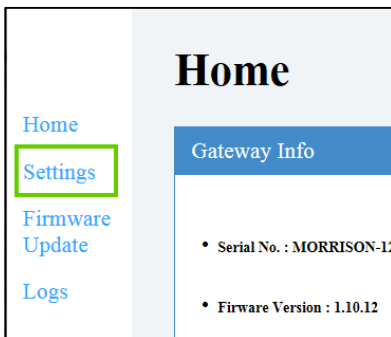 Home
Home
Settings
Gateway Info
Firmware
Update
• Serial No. : MORRISON-12
Logs
• Firware Version : 1.10.12